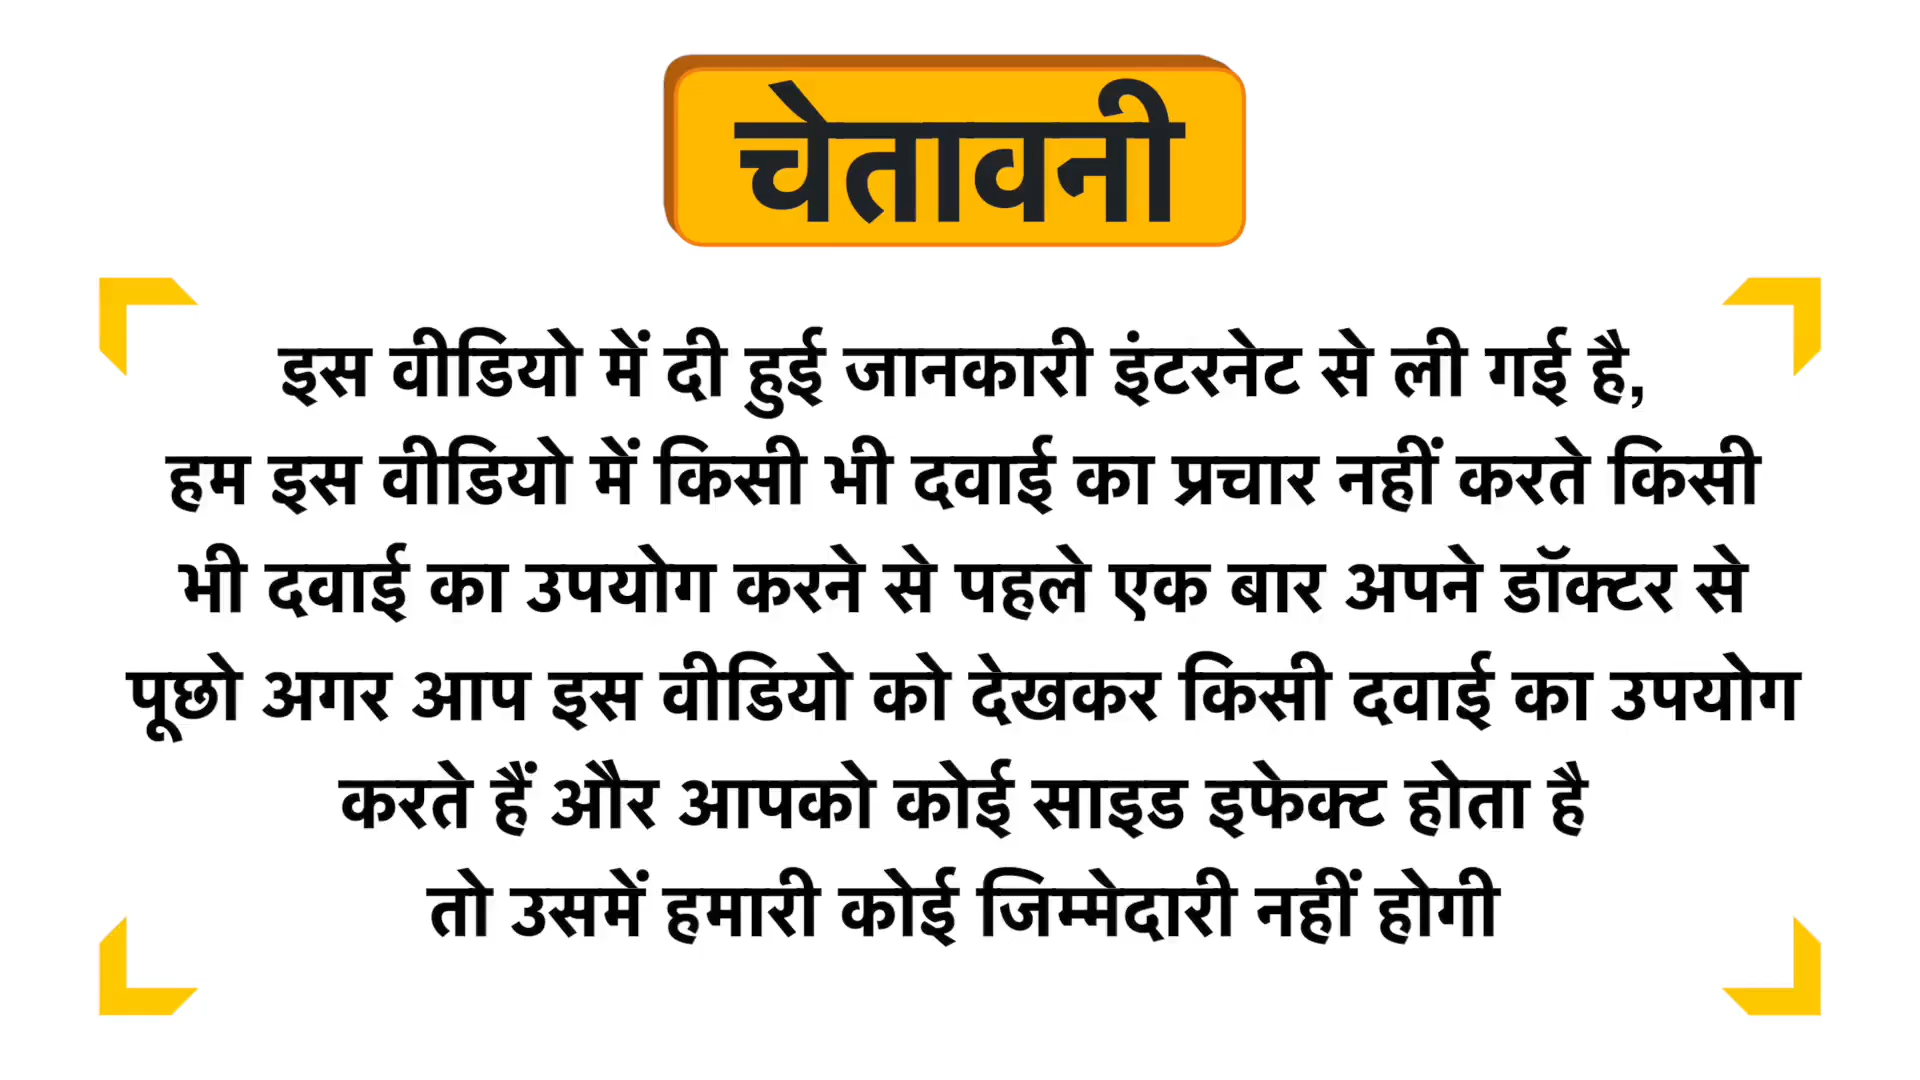 चेतावनी
इस वीडियो में दी हुई जानकारी इंटरनेट से ली गई है,
हम इस वीडियो में किसी भी दवाई का प्रचार नहीं करते किसी
भी दवाई का उपयोग करने से पहले एक बार अपने डॉक्टर से
पूछो अगर आप इस वीडियो को देखकर किसी दवाई का उपयोग
करते हैं और आपको कोई साइड इफेक्ट होता है
तो उसमें हमारी कोई जिम्मेदारी नहीं होगी